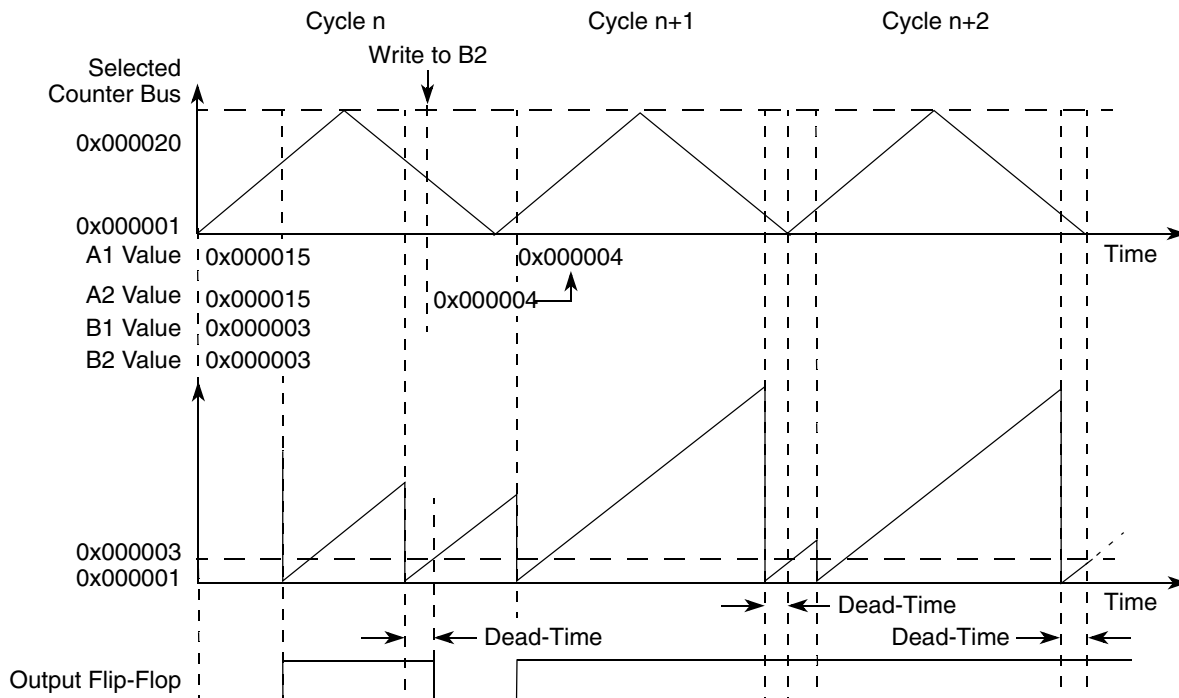 Cycle n
Cycle n+1
Cycle n+2
Write to B2
Selected
Counter Bus
0x000020
0x000001
A1 Value
0x000015
0x000004
Time
A2 Value
0x000015
0x000004
B1 Value
0x000003
B2 Value
0x000003
0x000003
0x000001
Time
Dead-Time
Dead-Time
Dead-Time
Output Flip-Flop